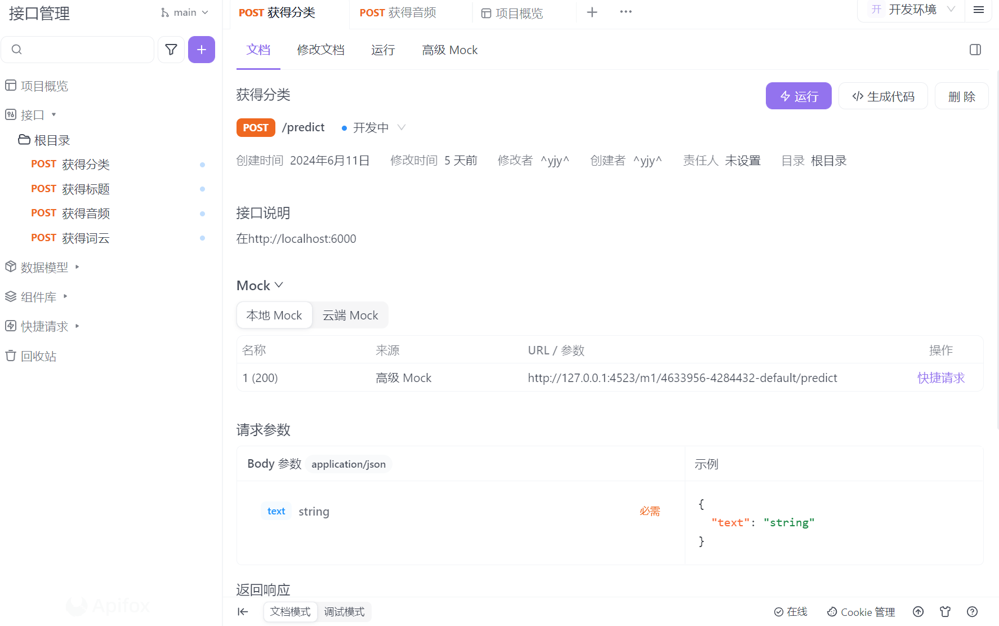 接口管理
main
项目概览
接口
根目录
POST 获得分类
POST 获得标题
POST 获得音频
POST 获得词云
数据模型
组件库
快捷请求
回收站
Apifox
POST 获得分类
POST 获得音频
项目概览
开 开发环境
文档 修改文档 运行 高级 Mock
获得分类
运行
生成代码
删 除
POST /predict 开发中
创建时间 2024年6月11日 修改时间 5 天前 修改者 ^yjy^ 创建者 ^yjy^ 责任人 未设置 目录 根目录
接口说明
在http://localhost:6000
Mock
本地 Mock 云端 Mock
名称 来源 URL / 参数 操作
1 (200) 高级 Mock http://127.0.0.1:4523/m1/4633956-4284432-default/predict 快捷请求
请求参数
Body 参数 application/json
text string 必需
示例
{
"text": "string"
}
返回响应
文档模式 调试模式
在线 Cookie 管理